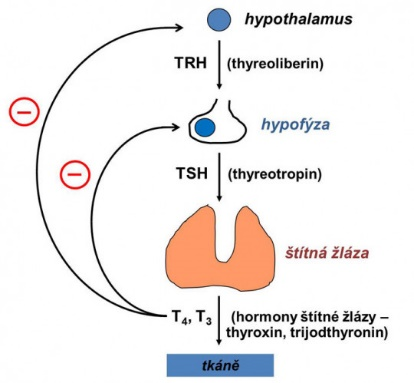 hypothalamus
TRH (thyreoliberin)
hypofýza
TSH (thyreotropin)
štítná žláza
T4, T3 (hormony štítné žlázy –
thyroxin, trijodthyronin)
tkáně